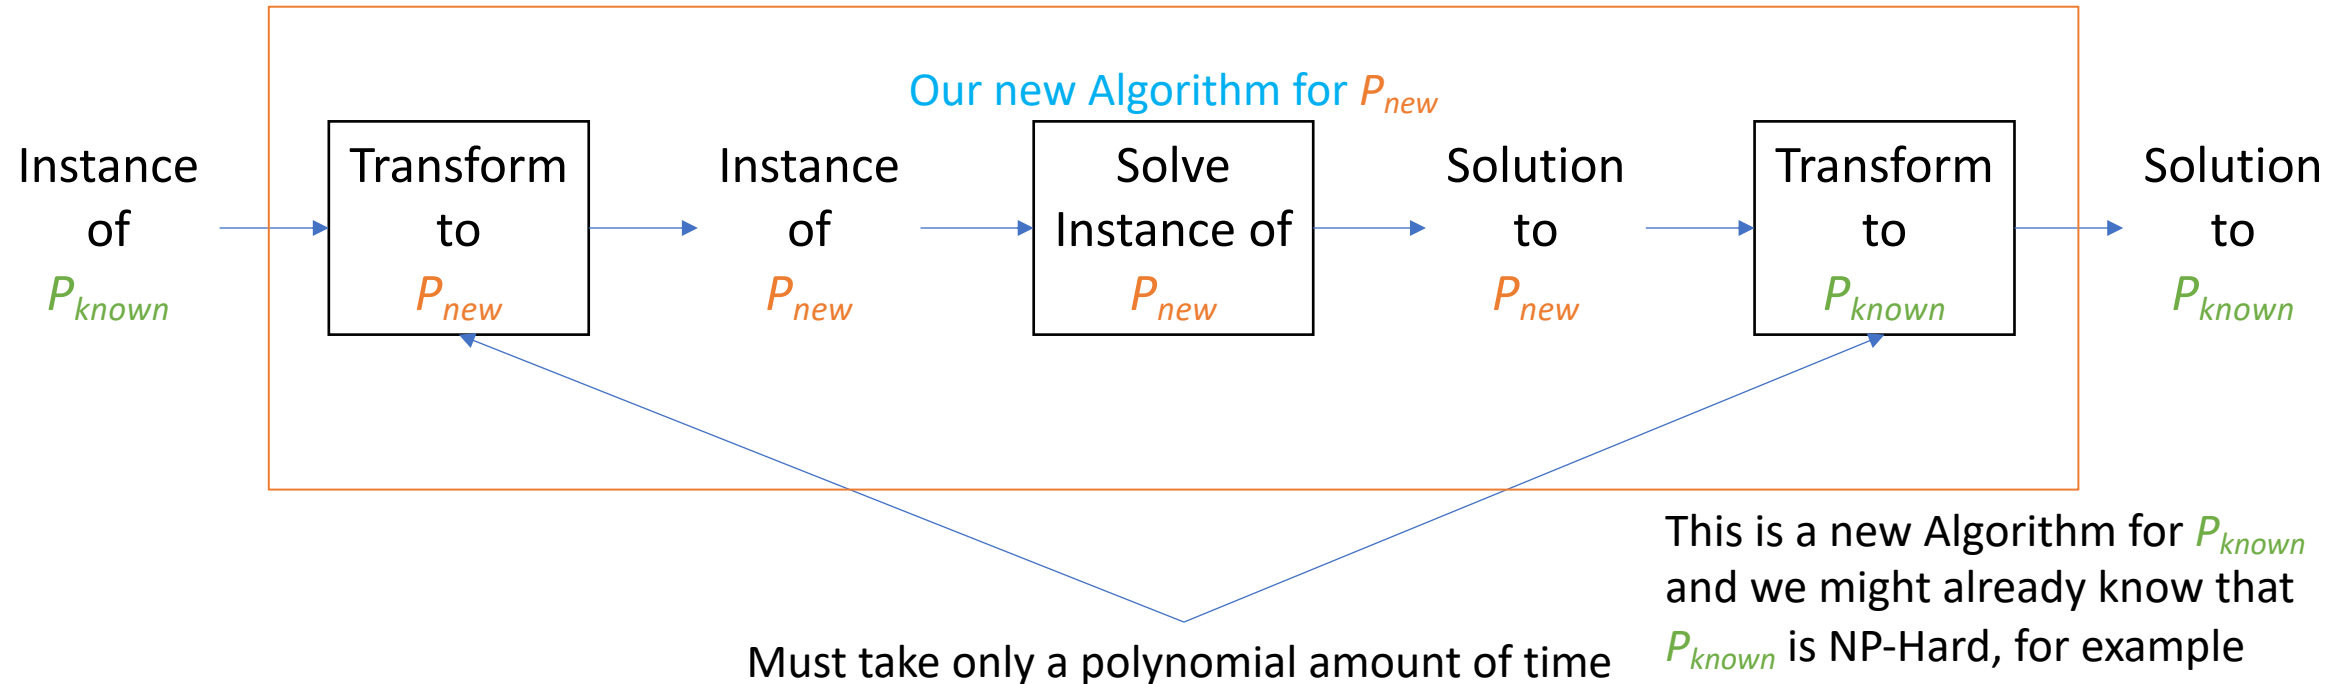 Our new Algorithm for Pnew
Instance
of
Pknown
Transform
to
Pnew
Instance
of
Pnew
Solve
Instance of
Pnew
Solution
to
Pnew
Transform
to
Pknown
Solution
to
Pknown
Must take only a polynomial amount of time
This is a new Algorithm for Pknown
and we might already know that
Pknown is NP-Hard, for example